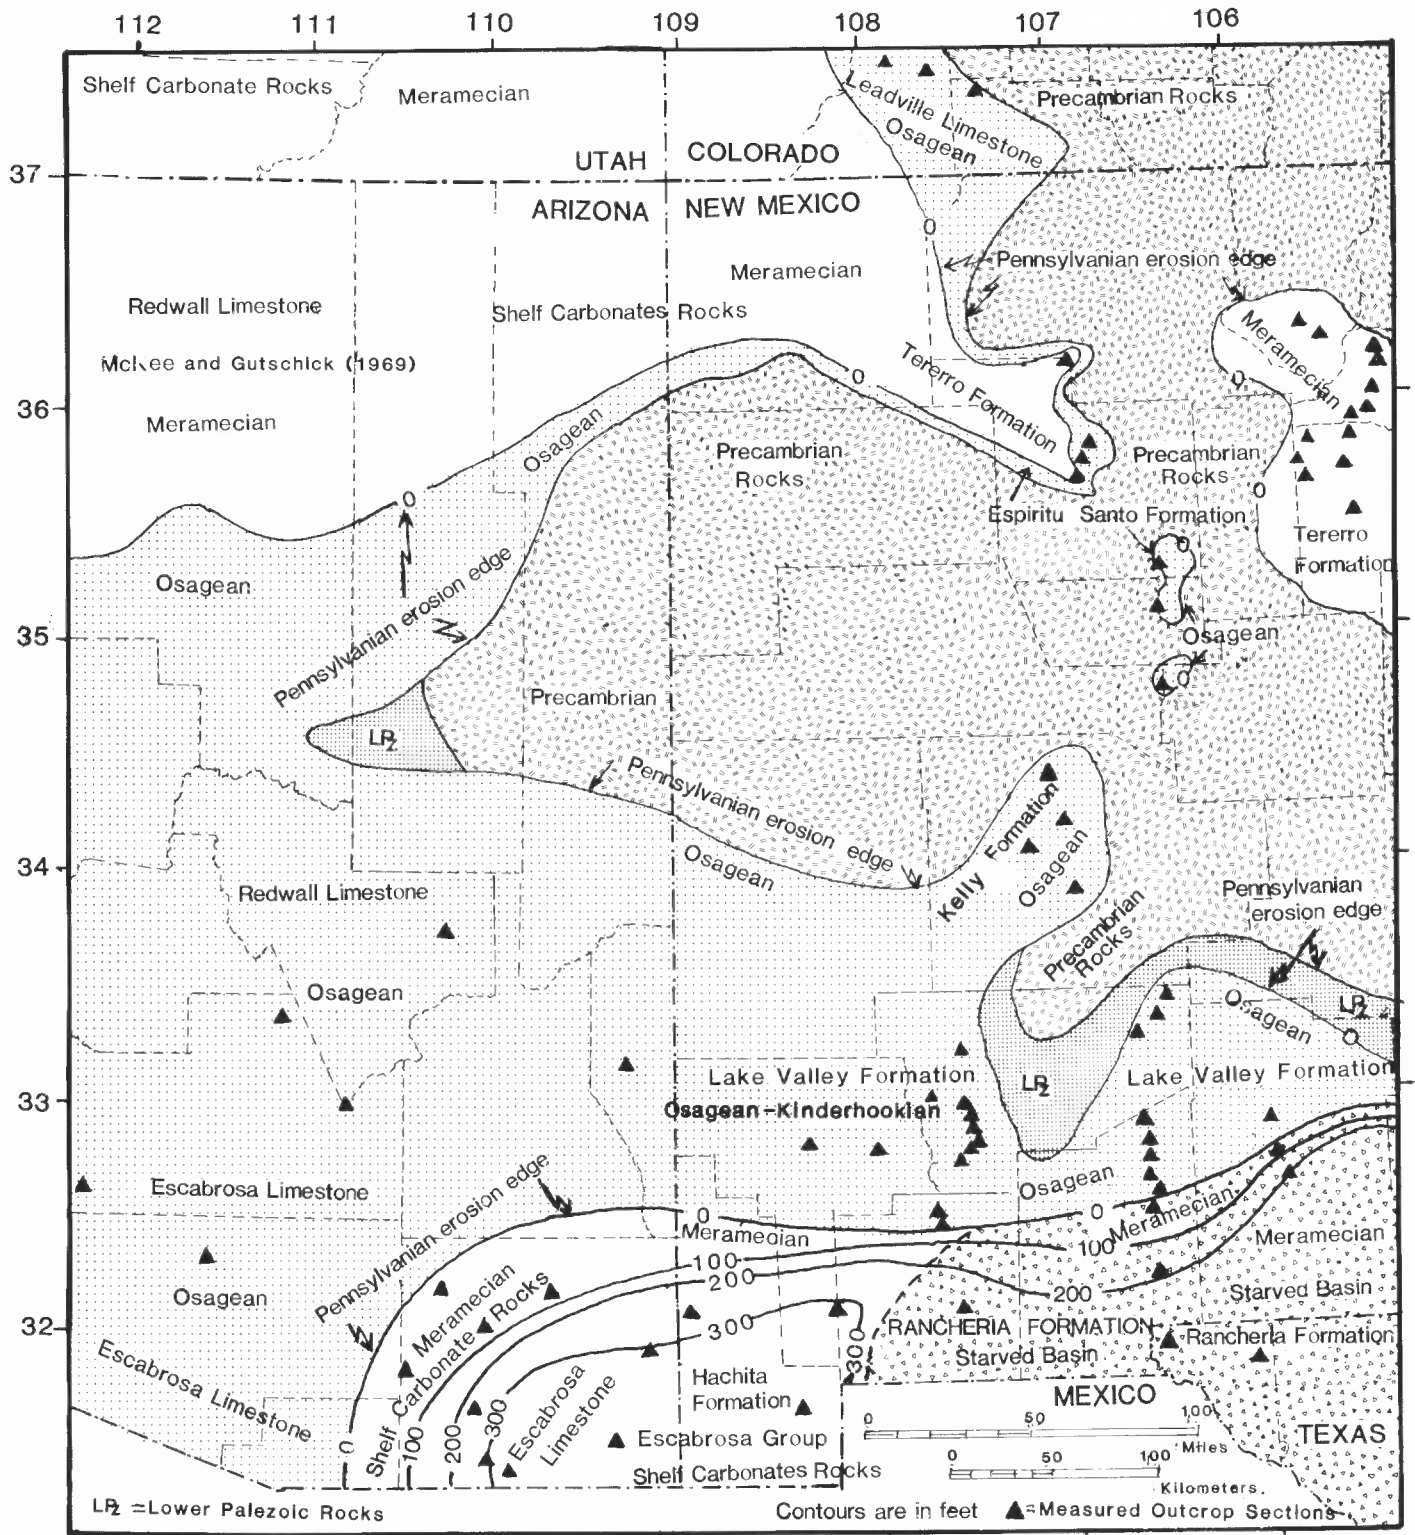 112 111 110 109 108 107 106
Shelf Carbonate Rocks
Meramecian
Leadville Limestone
Osagean
Precambrian Rocks
37
UTAH
COLORADO
ARIZONA
NEW MEXICO
0
Pennsylvanian erosion edge
Meramecian
Redwall Limestone
Shelf Carbonates Rocks
McKee and Gutschick (1969)
Meramecian
Tererro Formation
0
0
36
Meramecian
Osagean
Precambrian
Rocks
Precambrian
Rocks
0
0
Espiritu Santo Formation
0
Tererro
Formation
Osagean
Pennsylvanian erosion edge
35
Osagean
0
Precambrian
LPz
Pennsylvanian erosion edge
Kelly Formation
Osagean
34
Osagean
Redwall Limestone
Pennsylvanian
erosion edge
Precambrian
Rocks
Osagean
Osagean
LPz
0
LPz
Lake Valley Formation
Lake Valley Formation
33
Osagean-Kinderhookian
Escabrosa Limestone
Pennsylvanian erosion edge
Osagean
0
0
Meramecian
Meramecian
100
100
Meramecian
200
200
Starved Basin
Osagean
Meramecian
Shelf Carbonate Rocks
32
300
300
RANCHERIA FORMATION
Starved Basin
Rancheria Formation
Escabrosa Limestone
Escabrosa
Limestone
Hachita
Formation
MEXICO
0 50 100
Miles
TEXAS
0
100
200
300
Escabrosa Group
Shelf Carbonates Rocks
0 50 100
Kilometers.
LPz =Lower Palezoic Rocks
Contours are in feet
=Measured Outcrop Sections